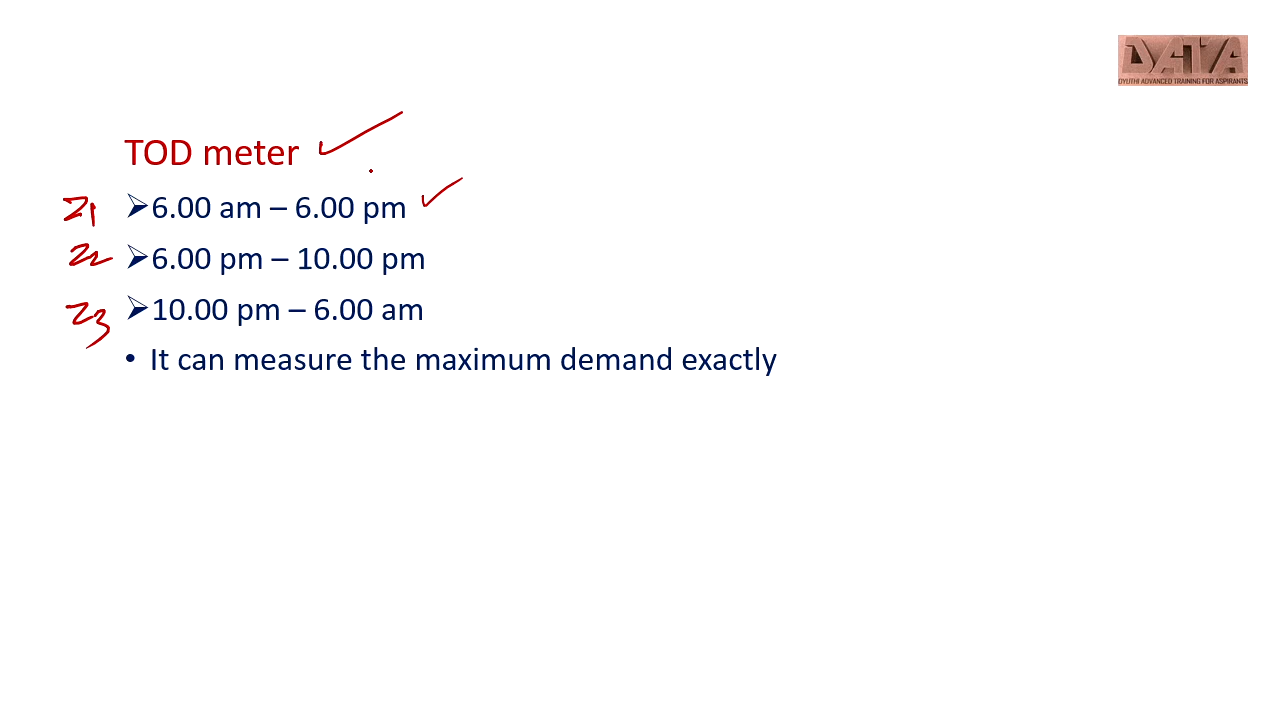 DATA
DYUTHI ADVANCED TRAINING FOR ASPIRANTS
TOD meter
Z1 ➢6.00 am – 6.00 pm
Z2 ➢6.00 pm – 10.00 pm
Z3 ➢10.00 pm – 6.00 am
• It can measure the maximum demand exactly